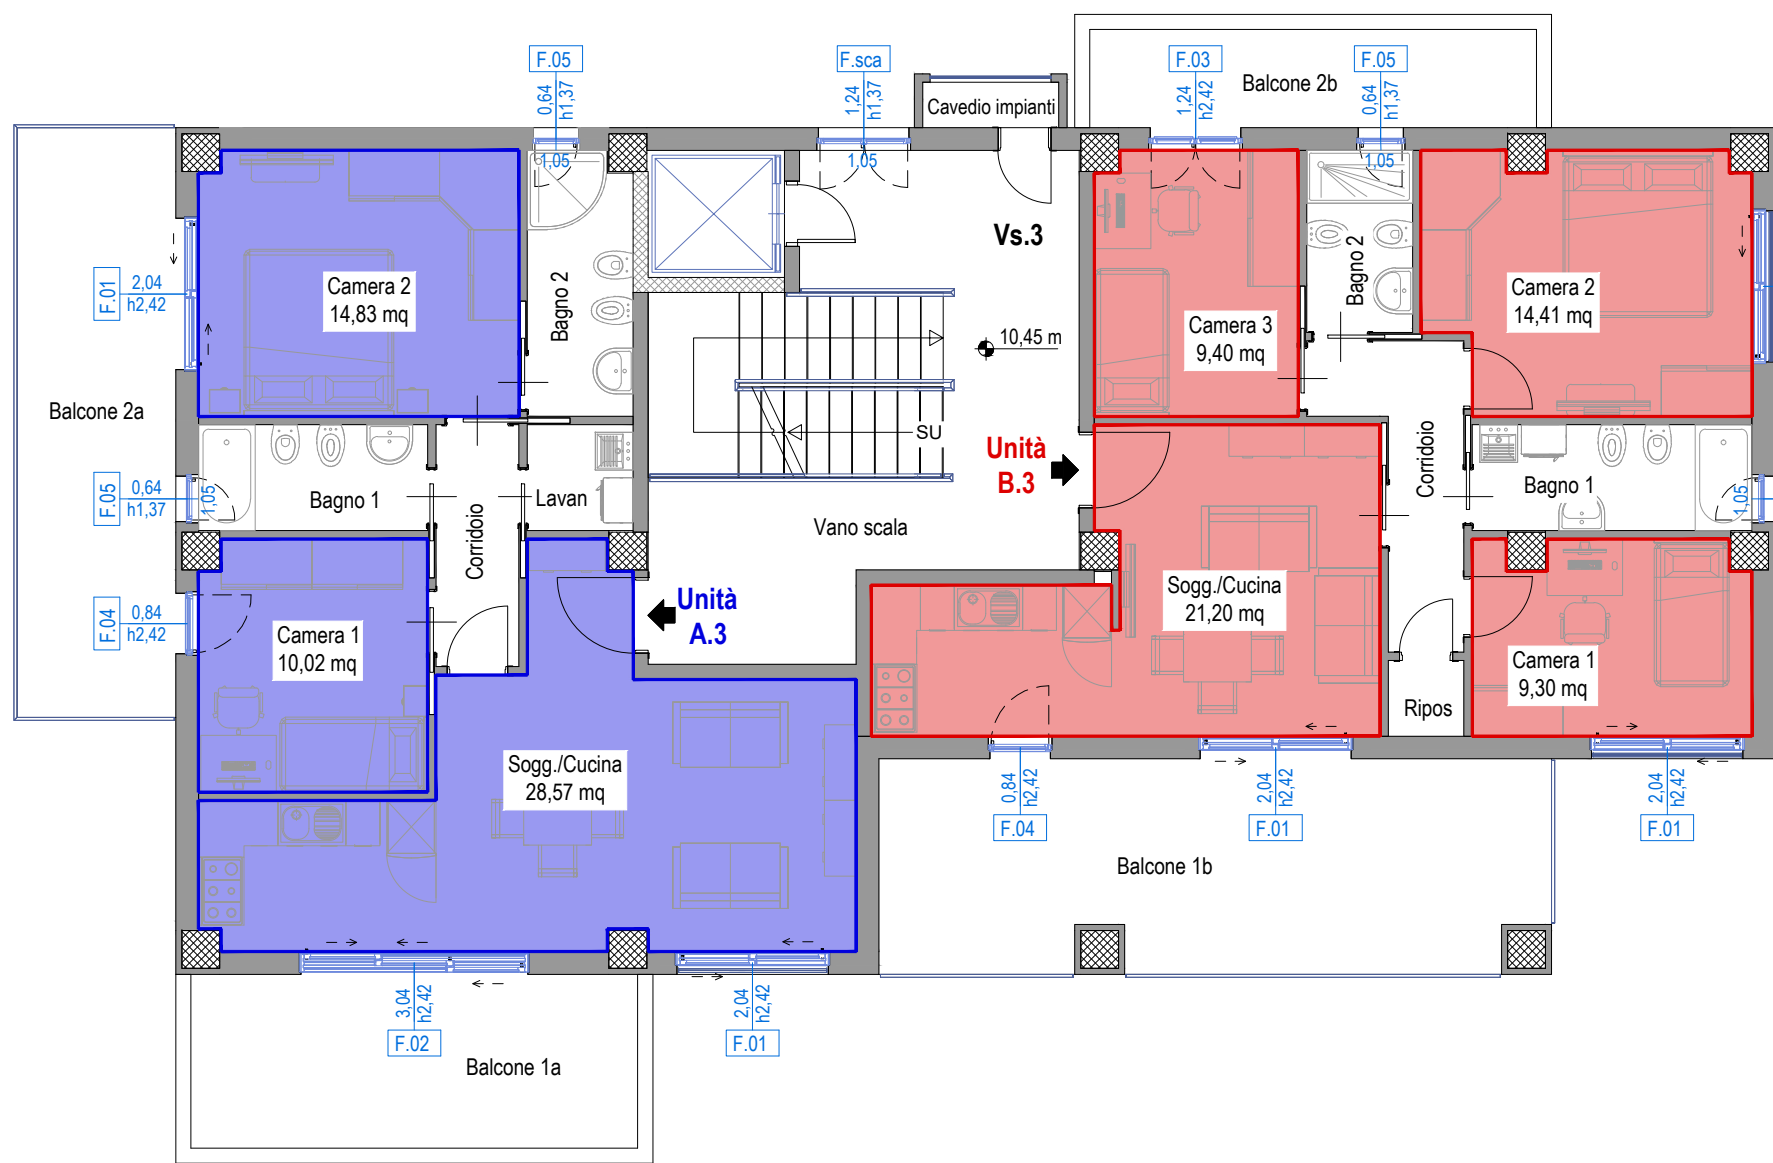 F.05
0,64
h1,37
1,05
F.sca
1,24
h1,37
1,05
Cavedio impianti
F.03
1,24
h2,42
Balcone 2b
F.05
0,64
h1,37
1,05
Vs.3
F.01
2,04
h2,42
Camera 2
14,83 mq
Bagno 2
10,45 m
Camera 3
9,40 mq
Bagno 2
Camera 2
14,41 mq
Balcone 2a
SU
Unità
B.3
F.05
0,64
h1,37
1,05
Bagno 1
Corridoio
Lavan
Vano scala
Corridoio
Bagno 1
1,05
F.04
0,84
h2,42
Camera 1
10,02 mq
Unità
A.3
Sogg./Cucina
21,20 mq
Camera 1
9,30 mq
Ripos
Sogg./Cucina
28,57 mq
0,84
h2,42
F.04
2,04
h2,42
F.01
2,04
h2,42
F.01
Balcone 1b
3,04
h2,42
F.02
2,04
h2,42
F.01
Balcone 1a